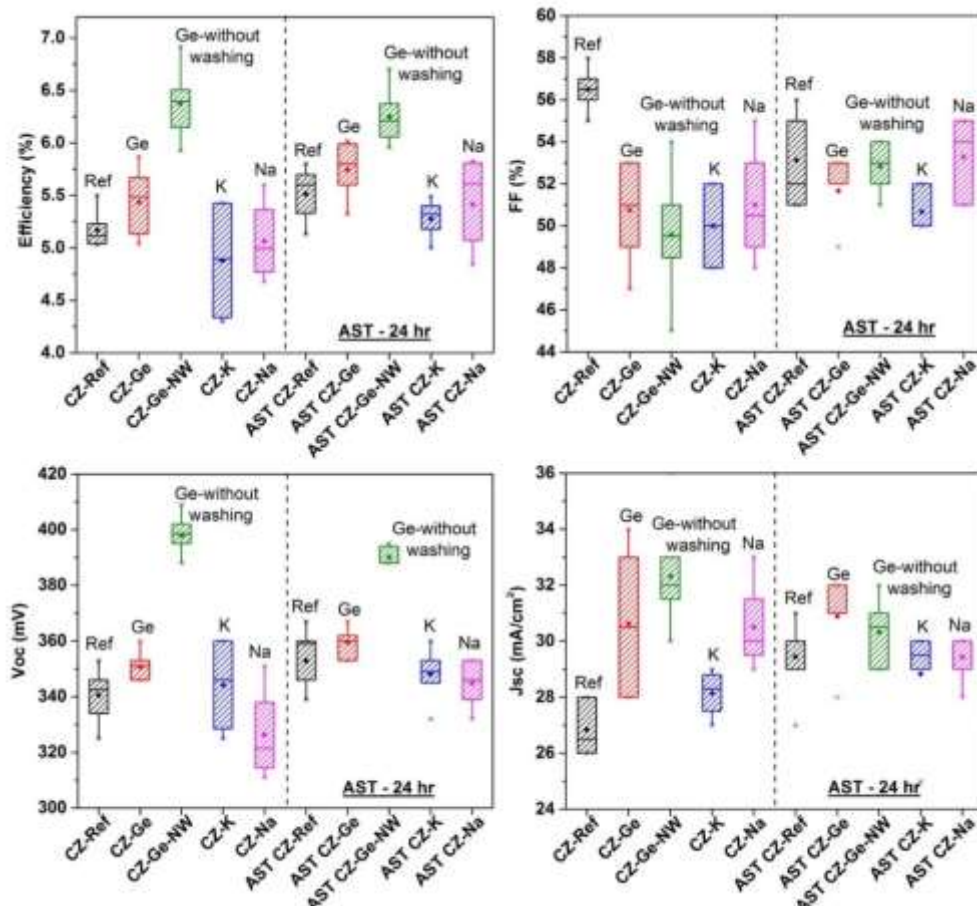 7.0
6.5
6.0
5.5
5.0
4.5
4.0
Efficiency (%)
Ref
Ge
Ge-without
washing
K
Na
Ref
Ge
Ge-without
washing
K
Na
AST - 24 hr
CZ-Ref
CZ-Ge
CZ-Ge-NW
CZ-K
CZ-Na
AST CZ-Ref
AST CZ-Ge
AST CZ-Ge-NW
AST CZ-K
AST CZ-Na
60
58
56
54
52
50
48
46
44
FF (%)
Ref
Ge
Ge-without
washing
K
Na
Ref
Ge
Ge-without
washing
K
Na
AST - 24 hr
CZ-Ref
CZ-Ge
CZ-Ge-NW
CZ-K
CZ-Na
AST CZ-Ref
AST CZ-Ge
AST CZ-Ge-NW
AST CZ-K
AST CZ-Na
420
400
380
360
340
320
300
Voc (mV)
Ref
Ge
Ge-without
washing
K
Na
Ref
Ge
Ge-without
washing
K
Na
AST - 24 hr
CZ-Ref
CZ-Ge
CZ-Ge-NW
CZ-K
CZ-Na
AST CZ-Ref
AST CZ-Ge
AST CZ-Ge-NW
AST CZ-K
AST CZ-Na
36
34
32
30
28
26
24
Jsc (mA/cm²)
Ref
Ge
Ge-without
washing
K
Na
Ref
Ge
Ge-without
washing
K
Na
AST - 24 hr
CZ-Ref
CZ-Ge
CZ-Ge-NW
CZ-K
CZ-Na
AST CZ-Ref
AST CZ-Ge
AST CZ-Ge-NW
AST CZ-K
AST CZ-Na